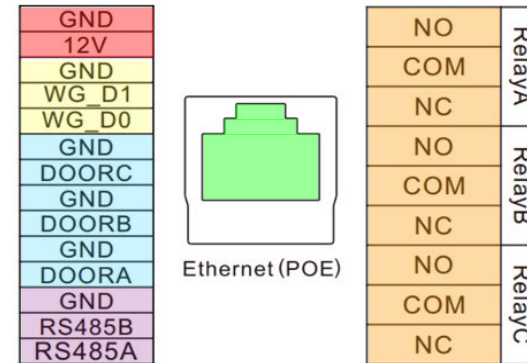 GND
12V
GND
WG_D1
WG_D0
GND
DOORC
GND
DOORB
GND
DOORA
GND
RS485B
RS485A
Ethernet (POE)
NO
COM
NC
RelayA
NO
COM
NC
RelayB
NO
COM
NC
RelayC